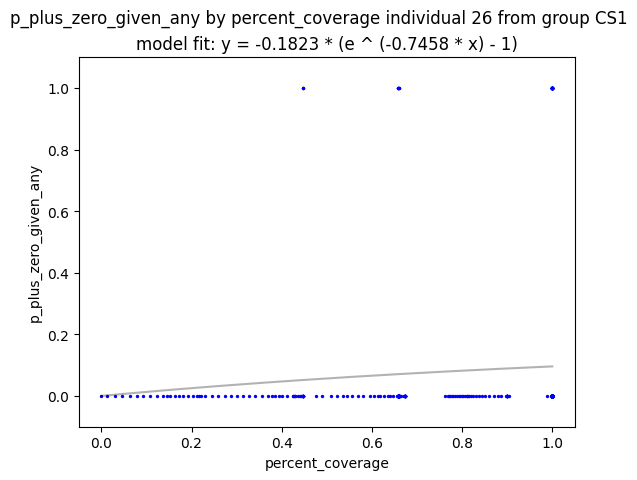 p_plus_zero_given_any by percent_coverage individual 26 from group CS1
model fit: y = -0.1823 * (e ^ (-0.7458 * x) - 1)
p_plus_zero_given_any
1.0
0.8
0.6
0.4
0.2
0.0
0.0 0.2 0.4 0.6 0.8 1.0
percent_coverage